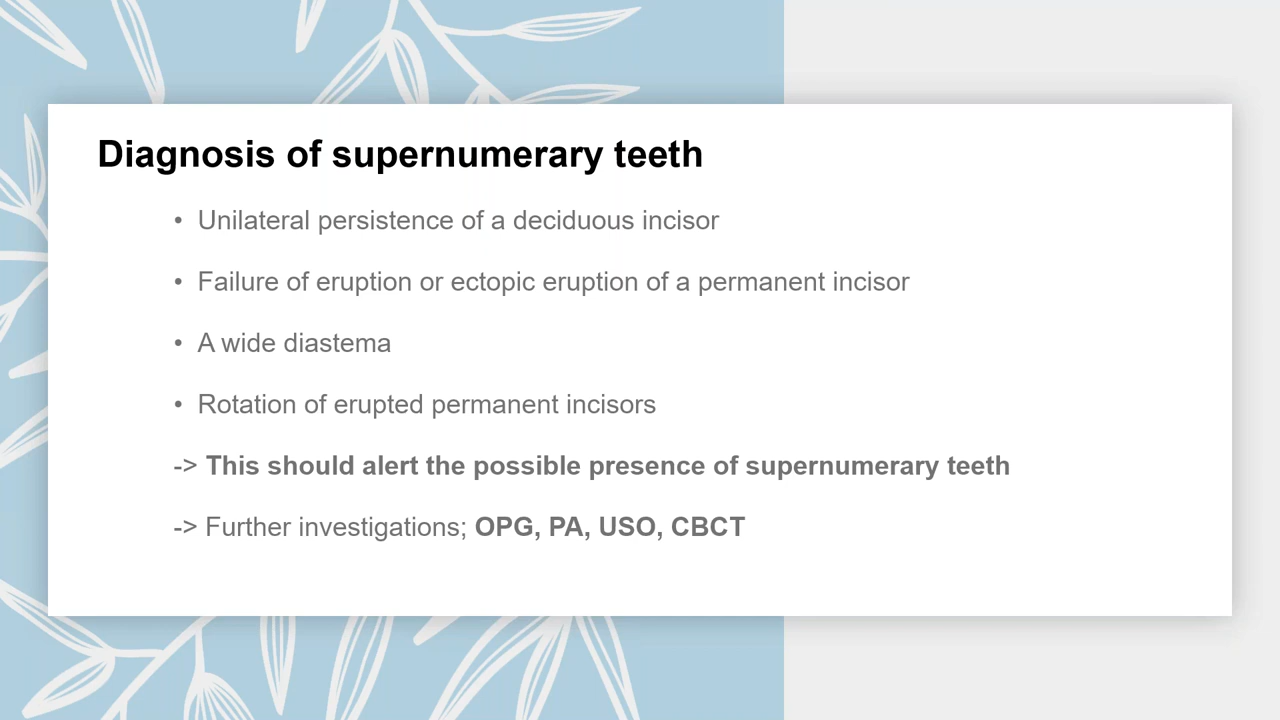 Diagnosis of supernumerary teeth
• Unilateral persistence of a deciduous incisor
• Failure of eruption or ectopic eruption of a permanent incisor
• A wide diastema
• Rotation of erupted permanent incisors
-> This should alert the possible presence of supernumerary teeth
-> Further investigations; OPG, PA, USO, CBCT